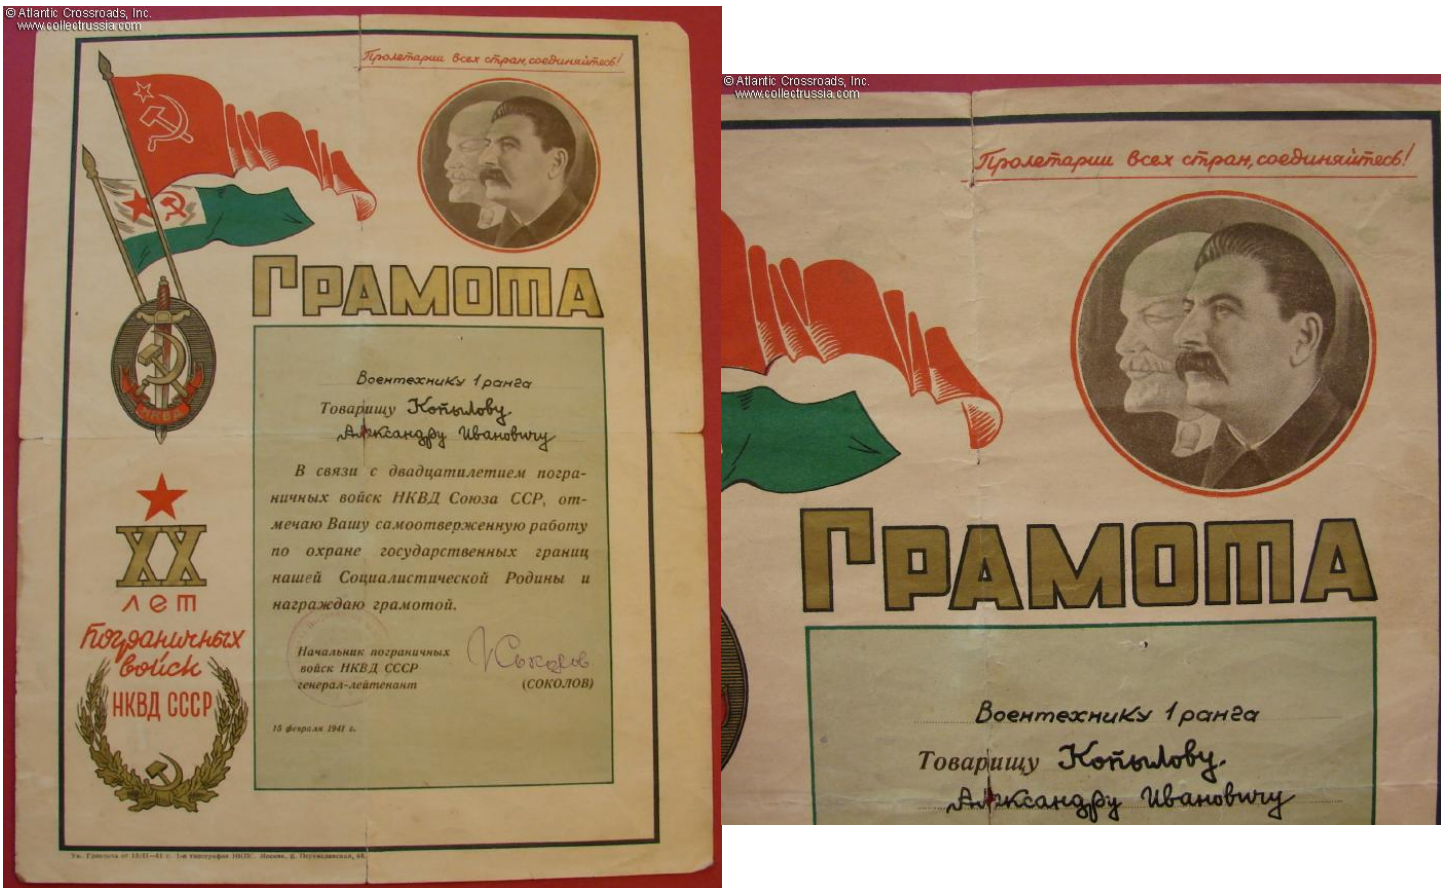 © Atlantic Crossroads, Inc.
www.collectrussia.com
Пролетарии всех стран, соединяйтесь!
ГРАМОТА
НКВД
Воентехнику 1 ранга
Товарищу Копылову
Александру Ивановичу
В связи с двадцатилетием погра-
ничных войск НКВД Союза ССР, от-
мечаю Вашу самоотверженную работу
по охране государственных границ
нашей Социалистической Родины и
награждаю грамотой.
Начальник пограничных
войск НКВД СССР
генерал-лейтенант
Соколов
(СОКОЛОВ)
15 февраля 1941 г.
XX
лет
Пограничных
войск
НКВД СССР
© Atlantic Crossroads, Inc.
www.collectrussia.com
Пролетарии всех стран, соединяйтесь!
ГРАМОТА
Воентехнику 1 ранга
Товарищу Копылову
Александру Ивановичу